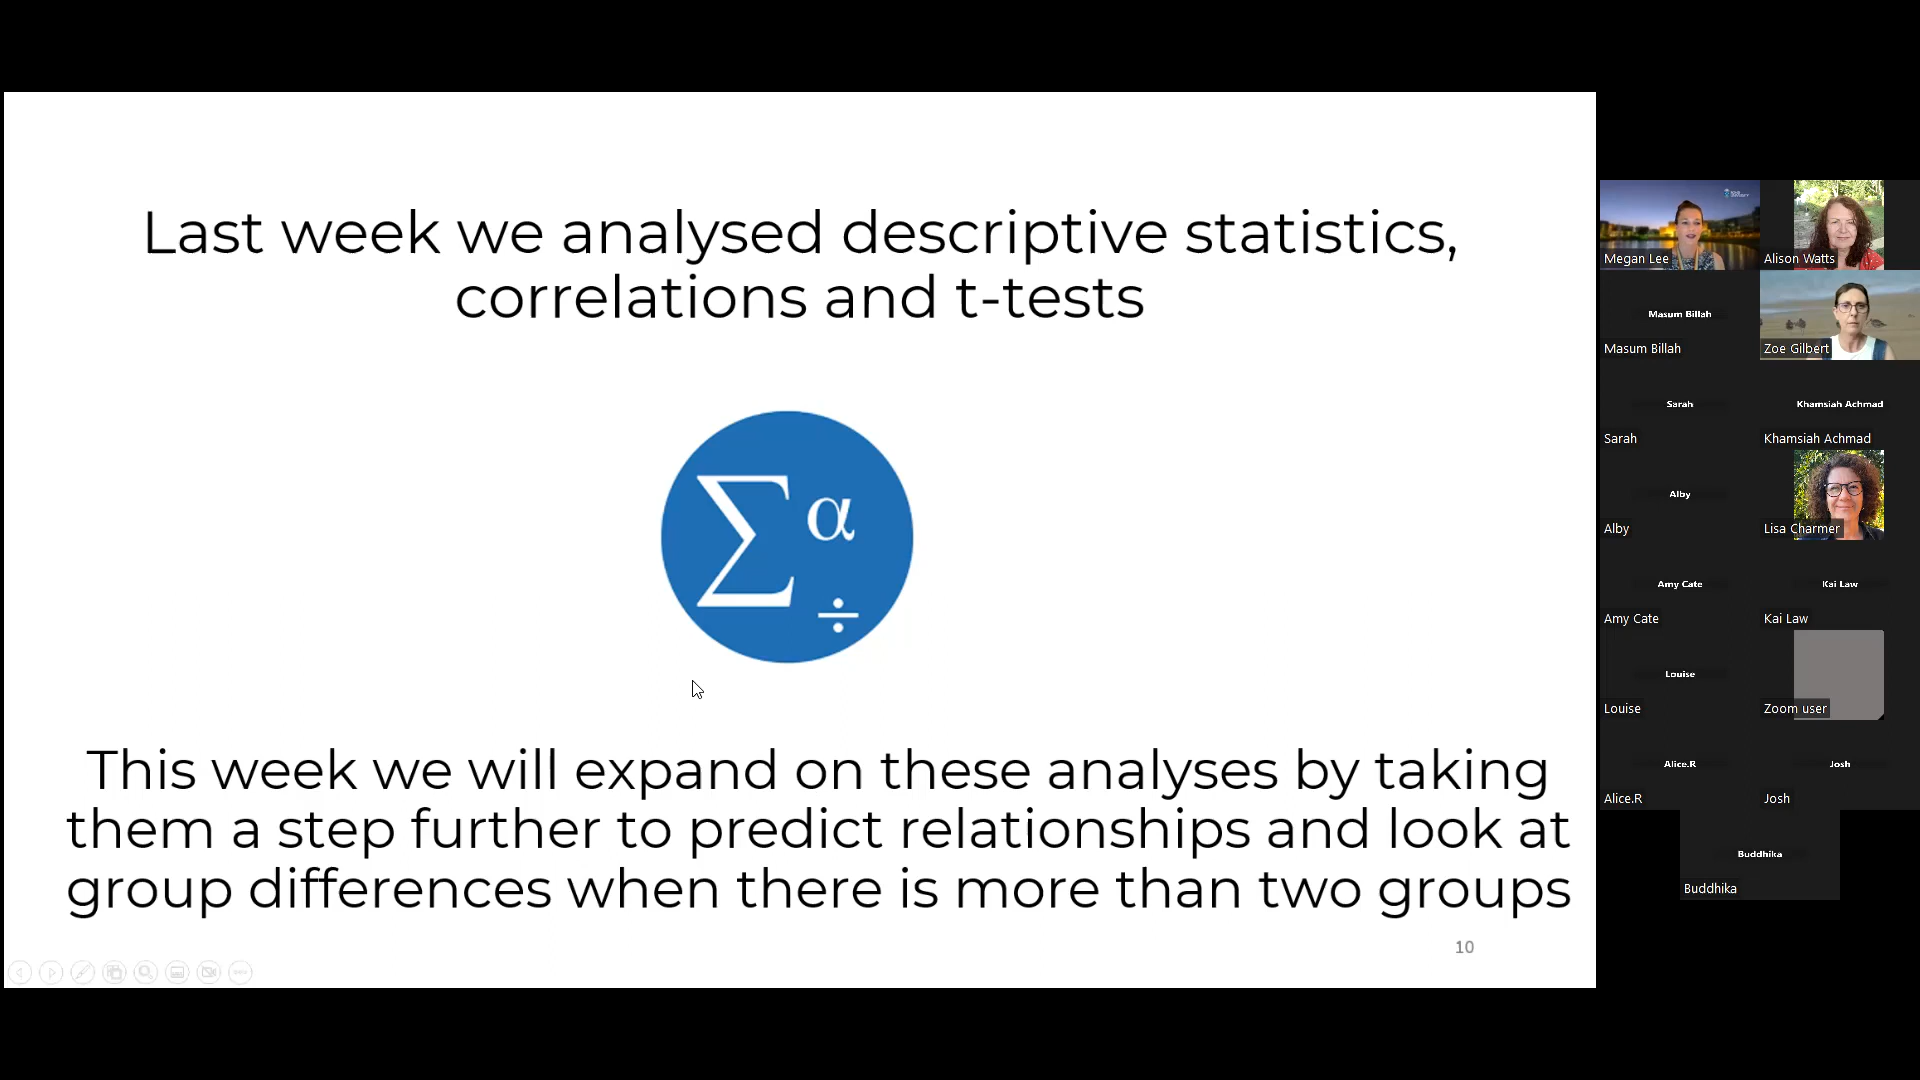 Last week we analysed descriptive statistics,
correlations and t-tests
Σ α
÷
This week we will expand on these analyses by taking
them a step further to predict relationships and look at
group differences when there is more than two groups
10
Megan Lee
Alison Watts
Masum Billah
Masum Billah
Zoe Gilbert
Sarah
Sarah
Khamsiah Achmad
Khamsiah Achmad
Alby
Alby
Lisa Charmer
Amy Cate
Amy Cate
Kai Law
Kai Law
Louise
Louise
Zoom user
Alice.R
Alice.R
Josh
Josh
Buddhika
Buddhika